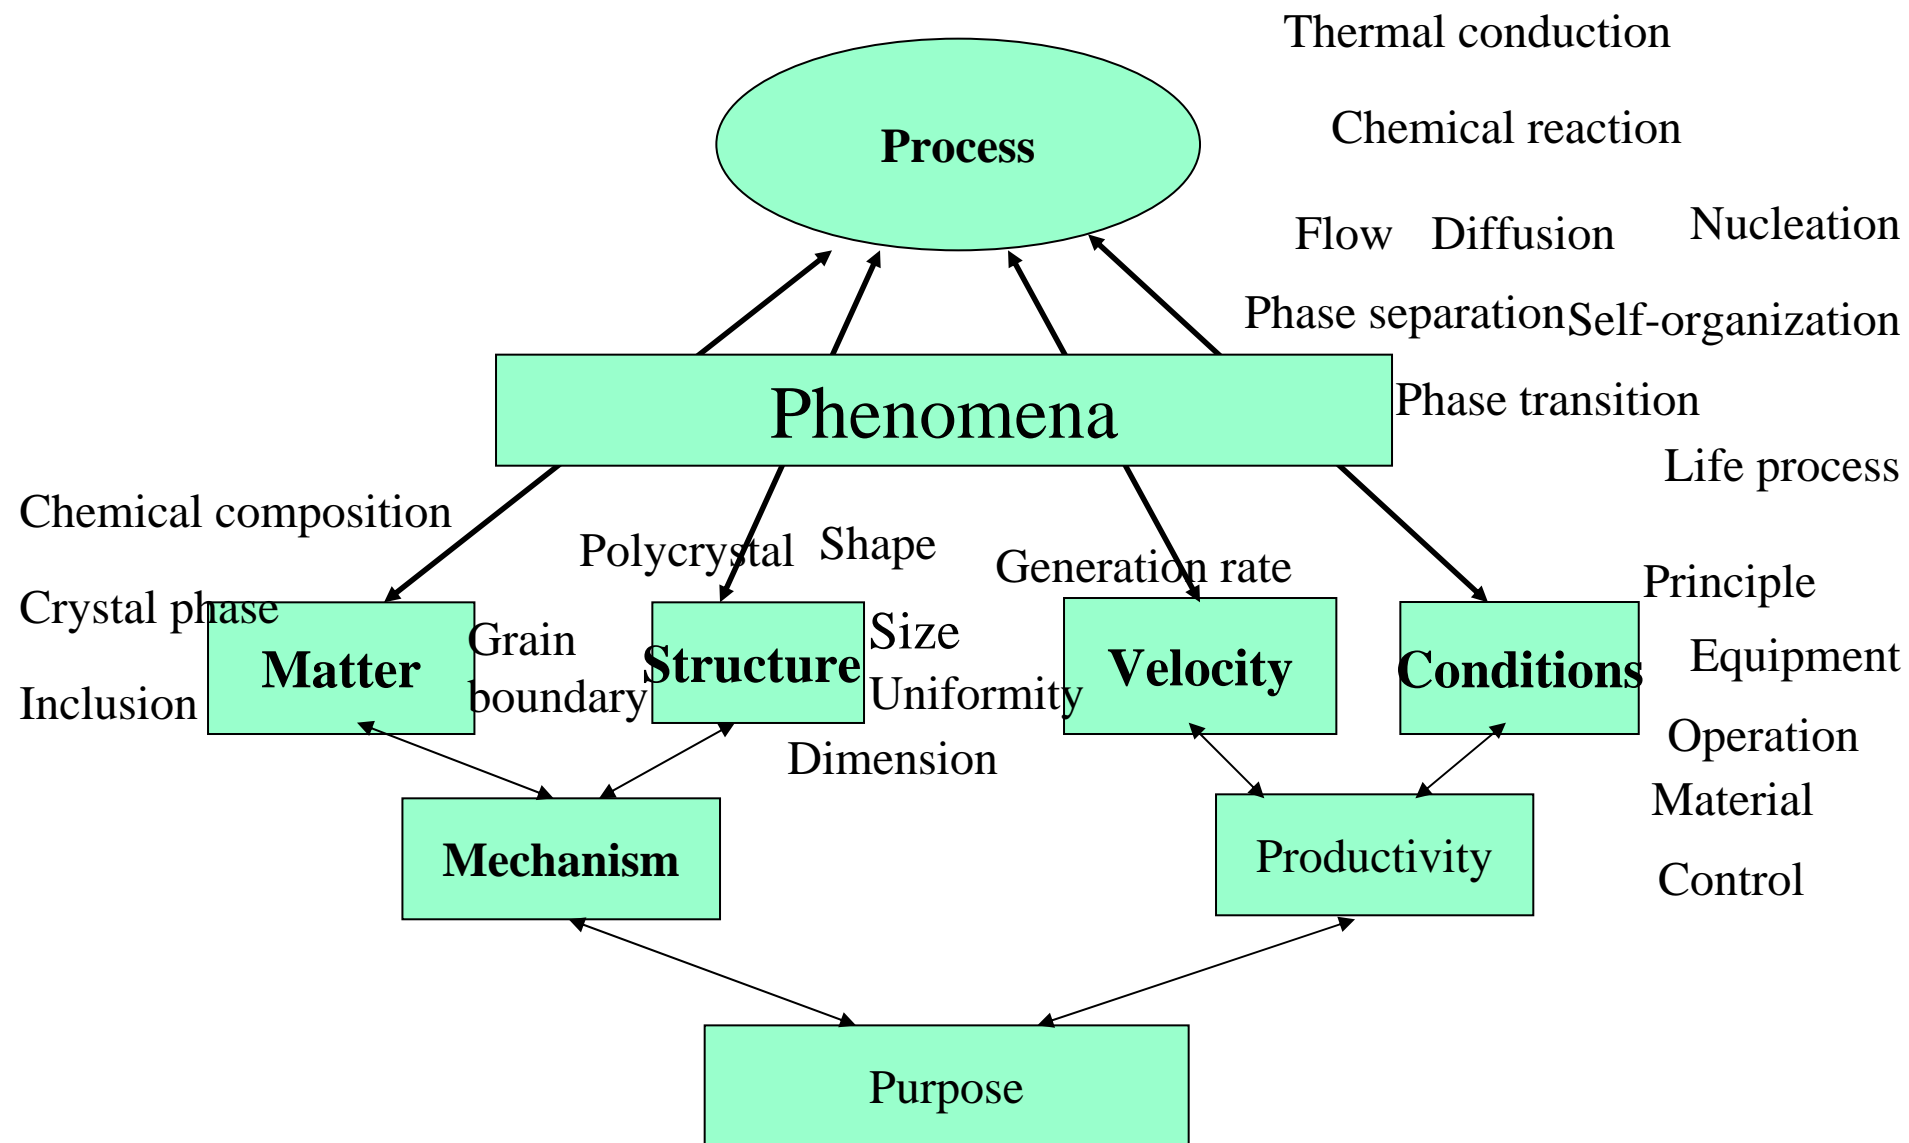 Thermal conduction
Process
Chemical reaction
Flow
Diffusion
Nucleation
Phase separation
Self-organization
Phenomena
Phase transition
Life process
Chemical composition
Polycrystal
Shape
Generation rate
Principle
Crystal phase
Matter
Grain
boundary
Structure
Size
Uniformity
Velocity
Conditions
Equipment
Inclusion
Dimension
Operation
Material
Mechanism
Productivity
Control
Purpose